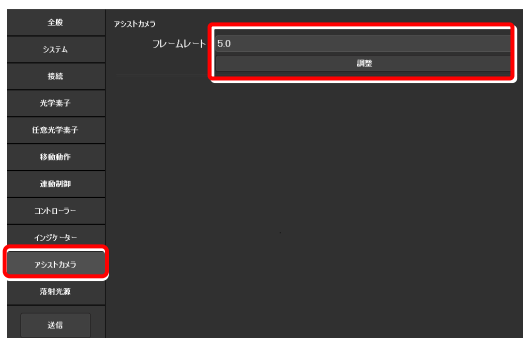 全般
システム
接続
光学素子
任意光学素子
移動動作
連動制御
コントローラー
インジケーター
アシストカメラ
落射光源
送信
アシストカメラ
フレームレート 5.0
調整